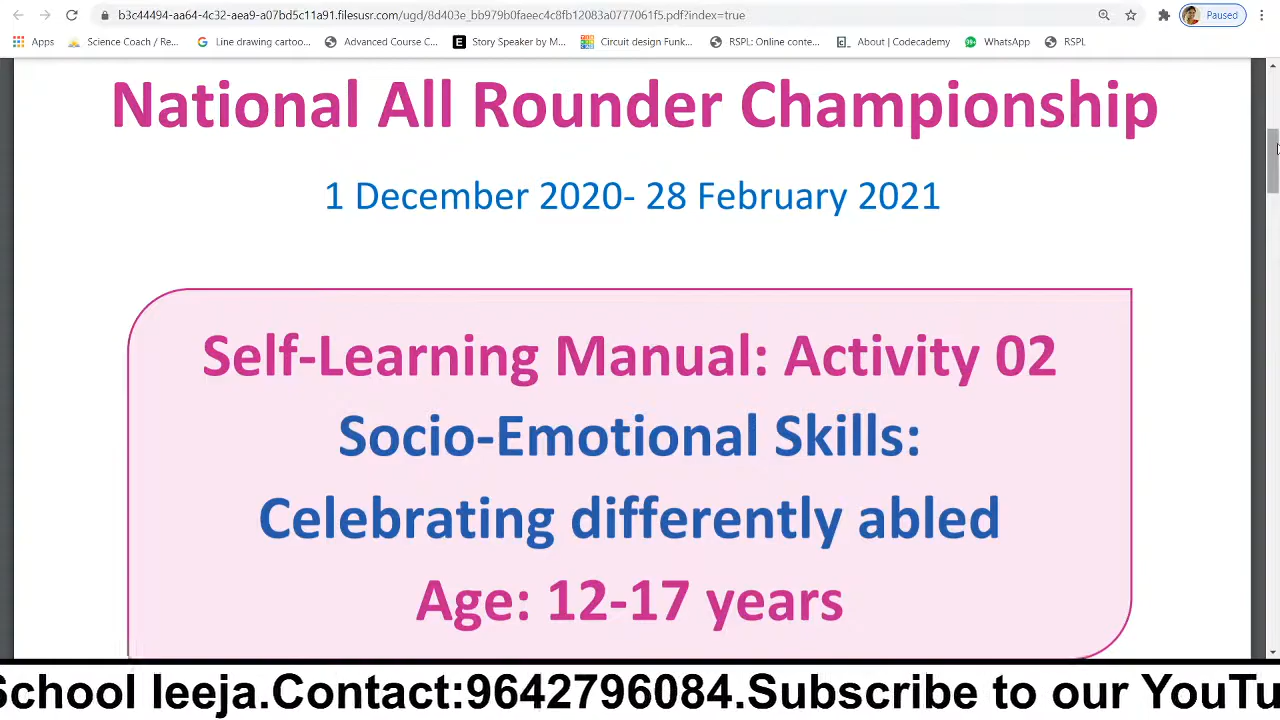 b3c44494-aa64-4c32-aea9-a07bd5c11a91.filesusr.com/ugd/8d403e_bb979f0faefc4c8fb12083a0777061f5.pdf?index=true
Paused
Apps
Science Coach / Re...
Line drawing cartoo...
Advanced Course C...
Story Speaker by M...
Circuit design Funk...
RSPL: Online conte...
About | Codecademy
WhatsApp
RSPL
National All Rounder Championship
1 December 2020- 28 February 2021
Self-Learning Manual: Activity 02
Socio-Emotional Skills:
Celebrating differently abled
Age: 12-17 years
School leeja.Contact:9642796084.Subscribe to our YouTu